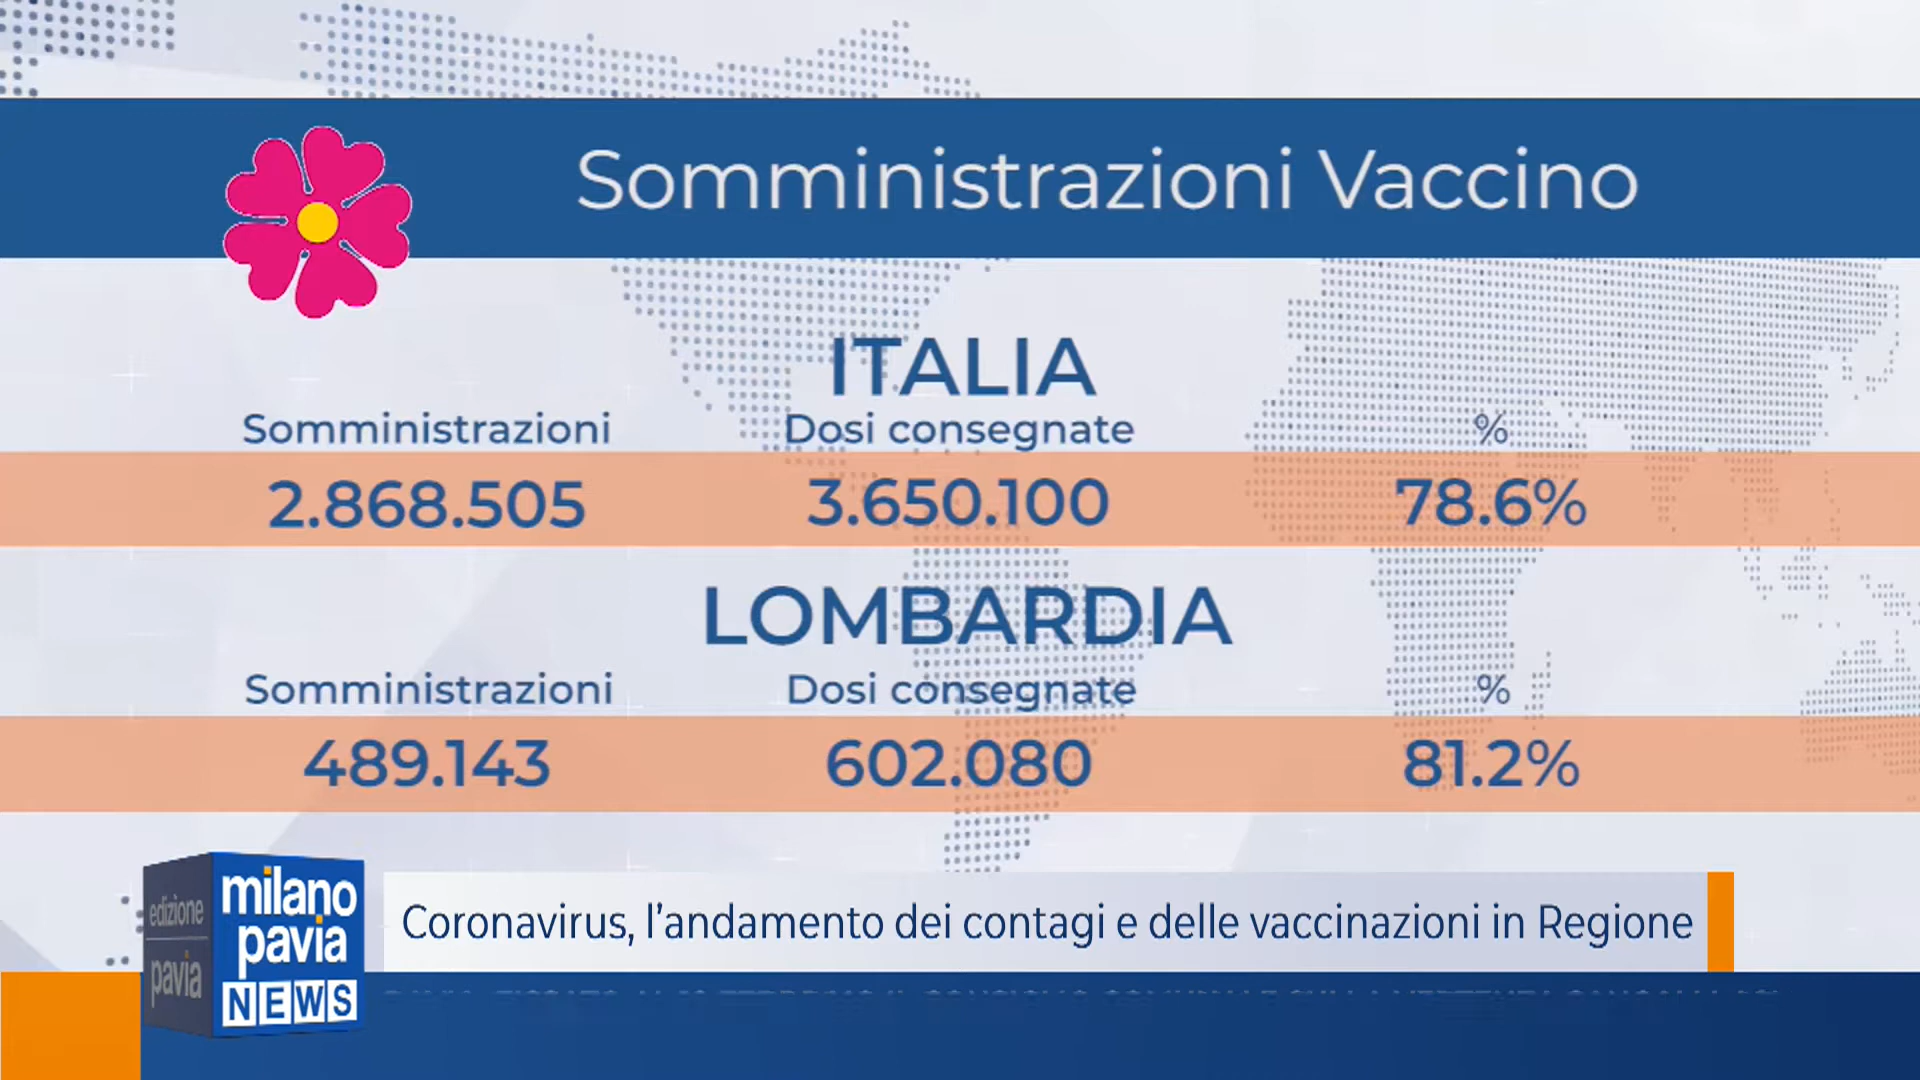 Somministrazioni Vaccino
ITALIA
Somministrazioni Dosi consegnate %
2.868.505 3.650.100 78.6%
LOMBARDIA
Somministrazioni Dosi consegnate %
489.143 602.080 81.2%
edizione
pavia
milano
pavia
NEWS
Coronavirus, l'andamento dei contagi e delle vaccinazioni in Regione